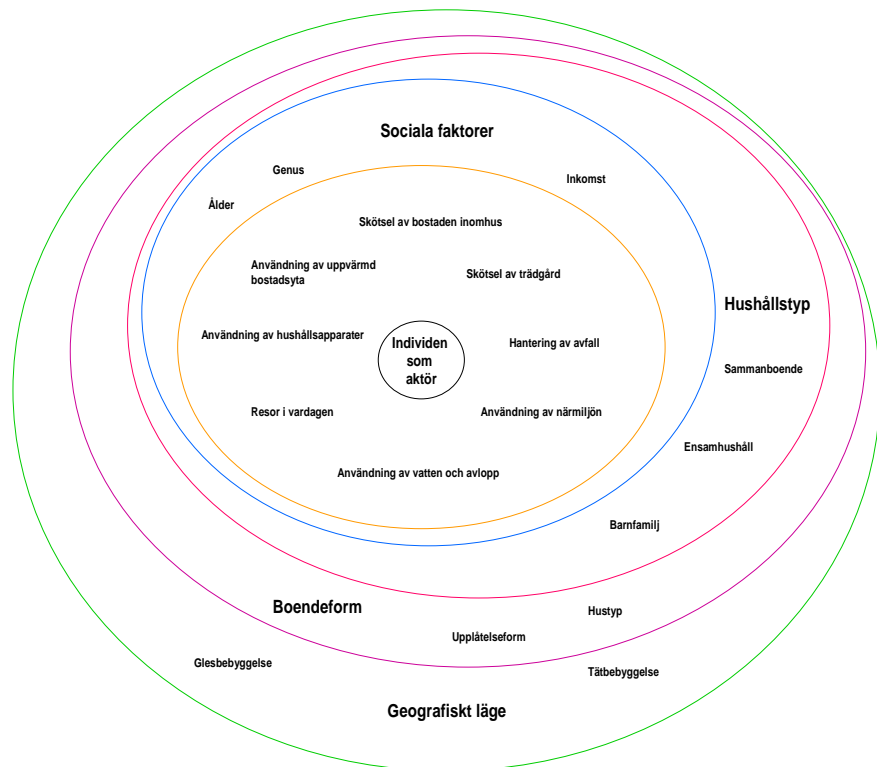 Sociala faktorer
Genus
Inkomst
Ålder
Skötsel av bostaden inomhus
Användning av uppvärmd
bostadsyta
Skötsel av trädgård
Hushållstyp
Användning av hushållsapparater
Individen
som
aktör
Hantering av avfall
Sammanboende
Resor i vardagen
Användning av närmiljön
Ensamhushåll
Användning av vatten och avlopp
Barnfamilj
Boendeform
Hustyp
Upplåtelseform
Glesbebyggelse
Tätbebyggelse
Geografiskt läge